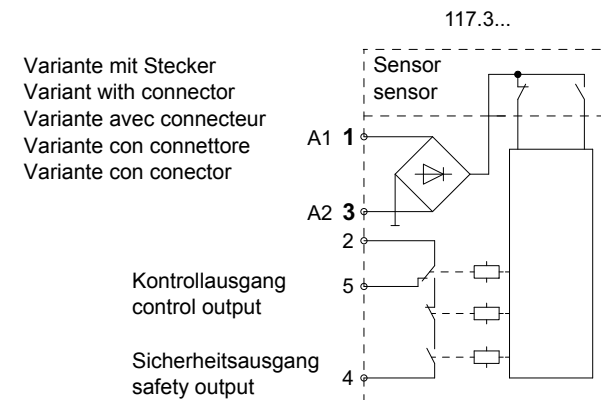 117.3...
Variante mit Stecker
Variant with connector
Variante avec connecteur
Variante con connettore
Variante con conector
Sensor
sensor
A1 1
A2 3
2
Kontrollausgang
control output
5
Sicherheitsausgang
safety output
4